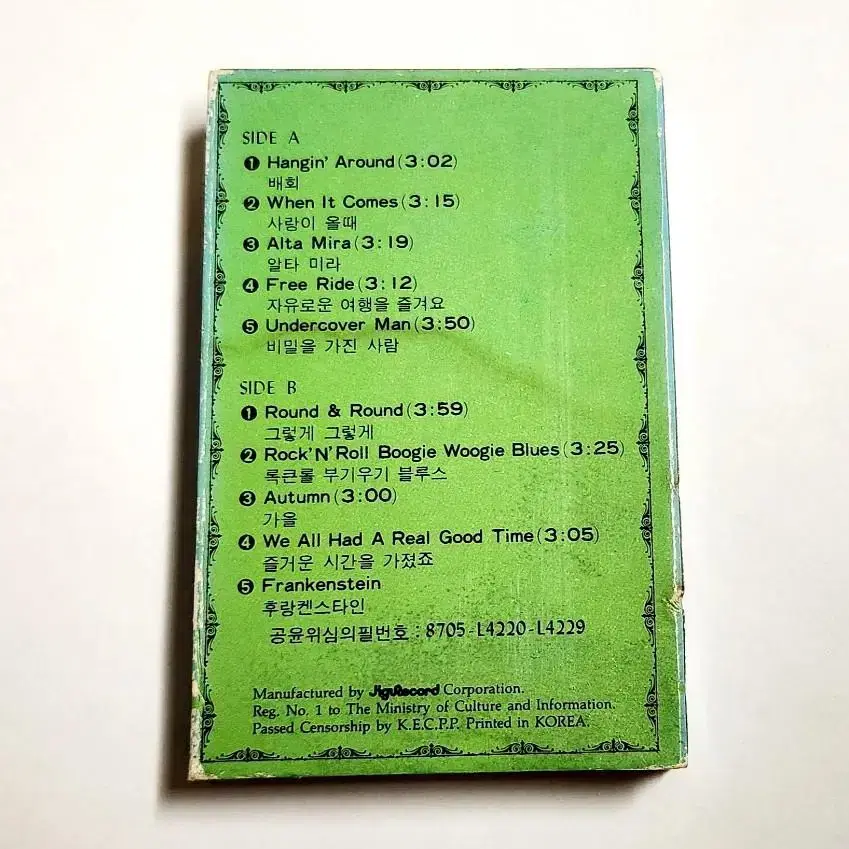 SIDE A
❶ Hangin' Around(3:02)
배회
❷ When It Comes(3:15)
사랑이 올때
❸ Alta Mira(3:19)
알타 미라
❹ Free Ride(3:12)
자유로운 여행을 즐겨요
❺ Undercover Man(3:50)
비밀을 가진 사람
SIDE B
❶ Round & Round(3:59)
그렇게 그렇게
❷ Rock'N'Roll Boogie Woogie Blues(3:25)
록큰롤 부기우기 블루스
❸ Autumn(3:00)
가을
❹ We All Had A Real Good Time(3:05)
즐거운 시간을 가졌죠
❺ Frankenstein
후랑켄스타인
공윤위심의필번호 : 8705-L4220-L4229
Manufactured by JiguRecord Corporation.
Reg. No. 1 to The Ministry of Culture and Information.
Passed Censorship by K.E.C.P.P. Printed in KOREA.